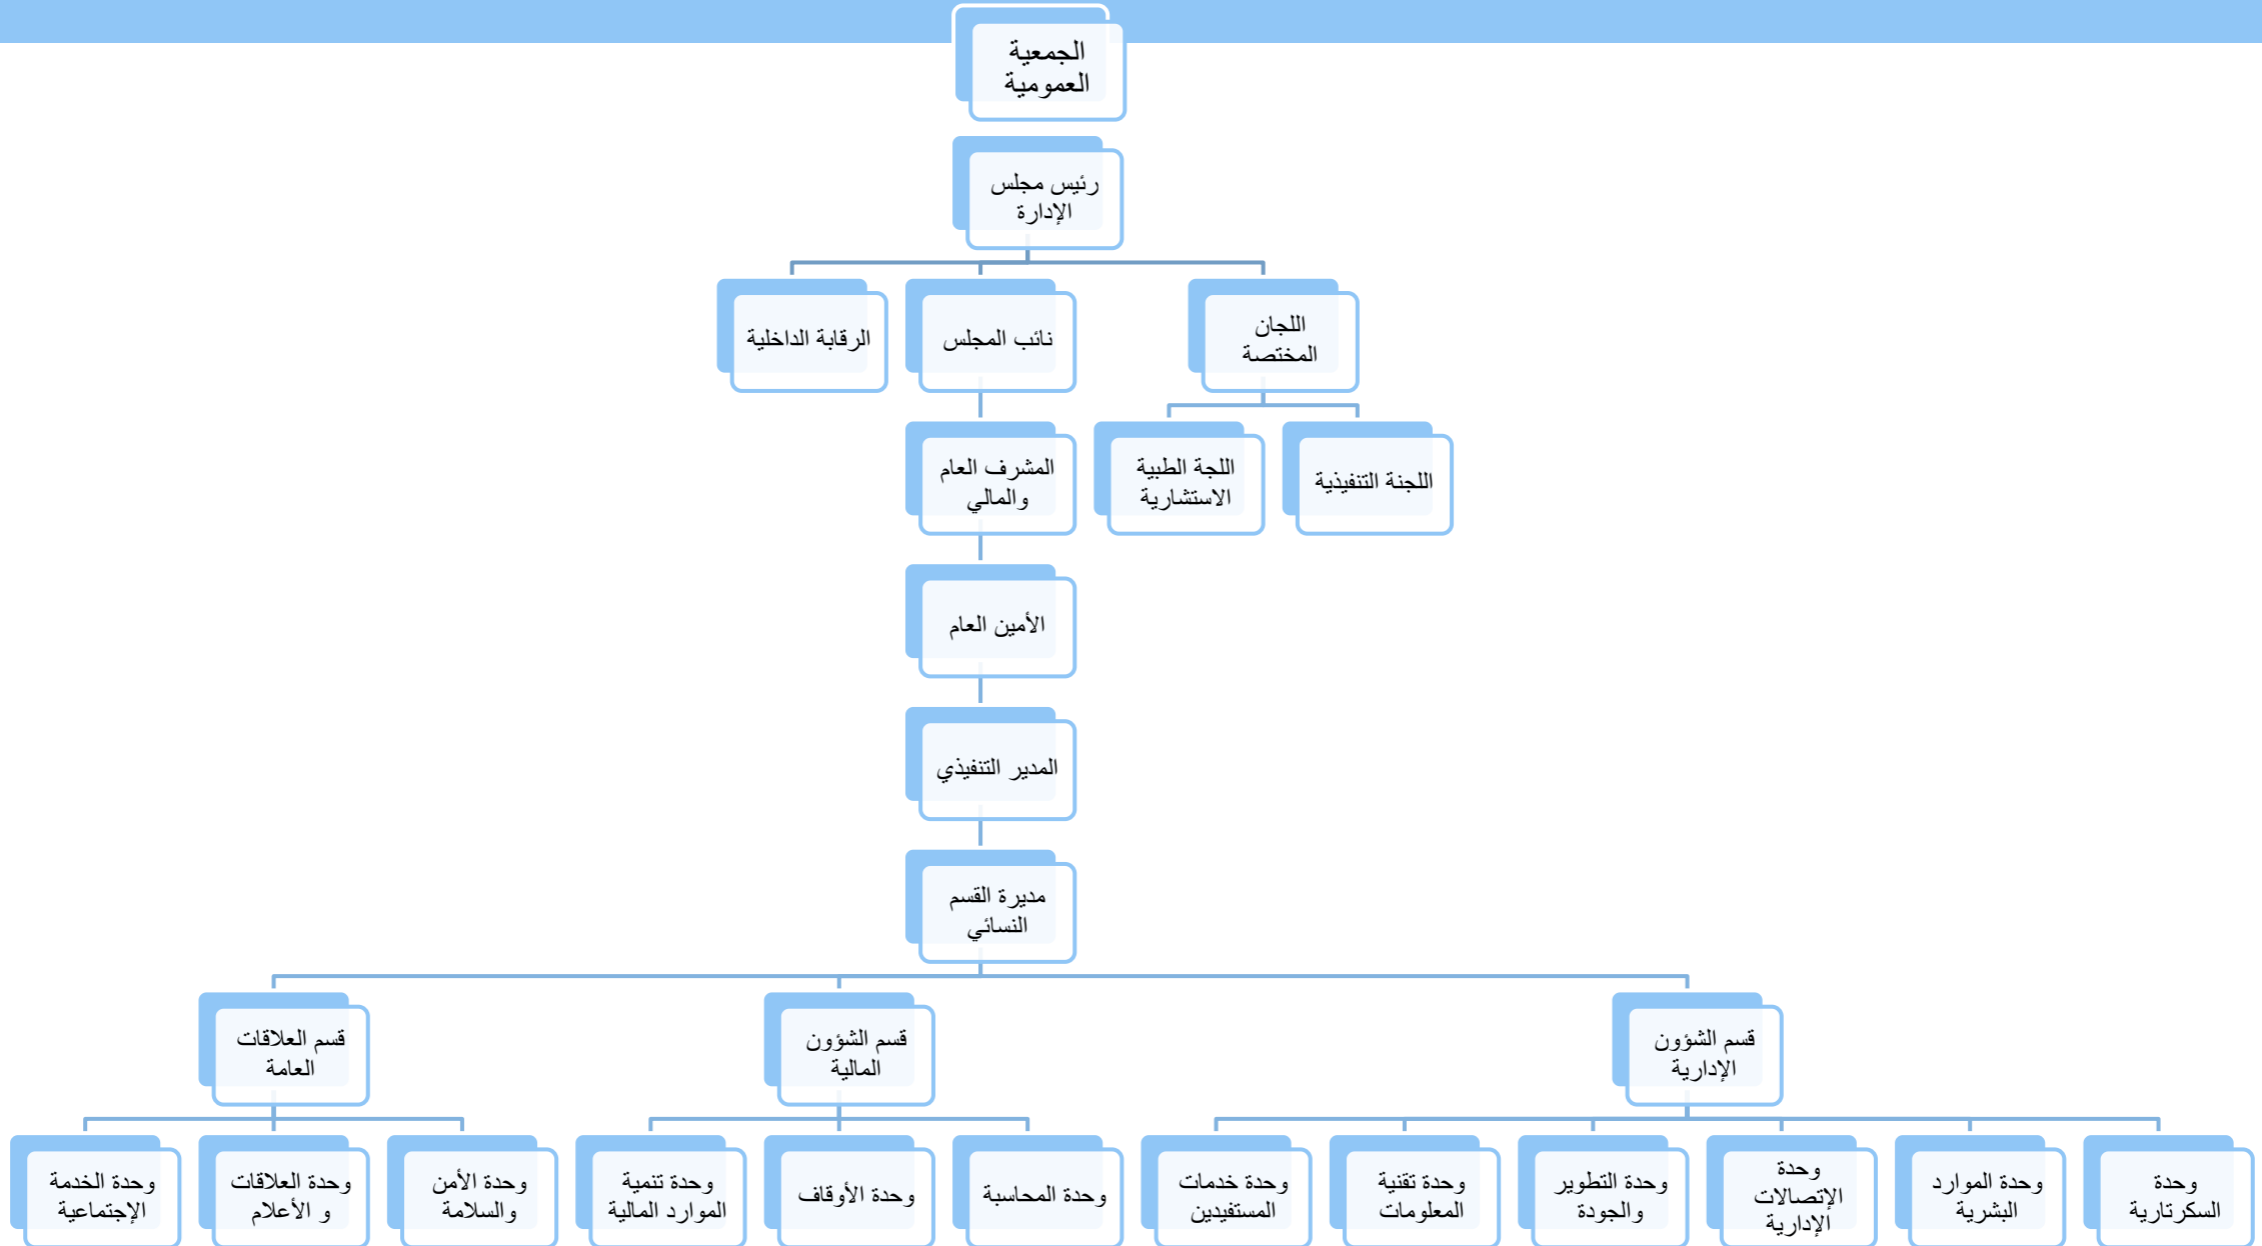 الجمعية
العمومية
رئيس مجلس
الإدارة
اللجان
المختصة
نائب المجلس
الرقابة الداخلية
اللجنة التنفيذية
اللجة الطبية
الاستشارية
المشرف العام
والمالي
الأمين العام
المدير التنفيذي
مديرة القسم
النسائي
قسم الشؤون
الإدارية
قسم الشؤون
المالية
قسم العلاقات
العامة
وحدة
السكرتارية
وحدة الموارد
البشرية
وحدة
الإتصالات
الإدارية
وحدة التطوير
والجودة
وحدة تقنية
المعلومات
وحدة خدمات
المستفيدين
وحدة المحاسبة
وحدة الأوقاف
وحدة تنمية
الموارد المالية
وحدة الأمن
والسلامة
وحدة العلاقات
و الأعلام
وحدة الخدمة
الإجتماعية